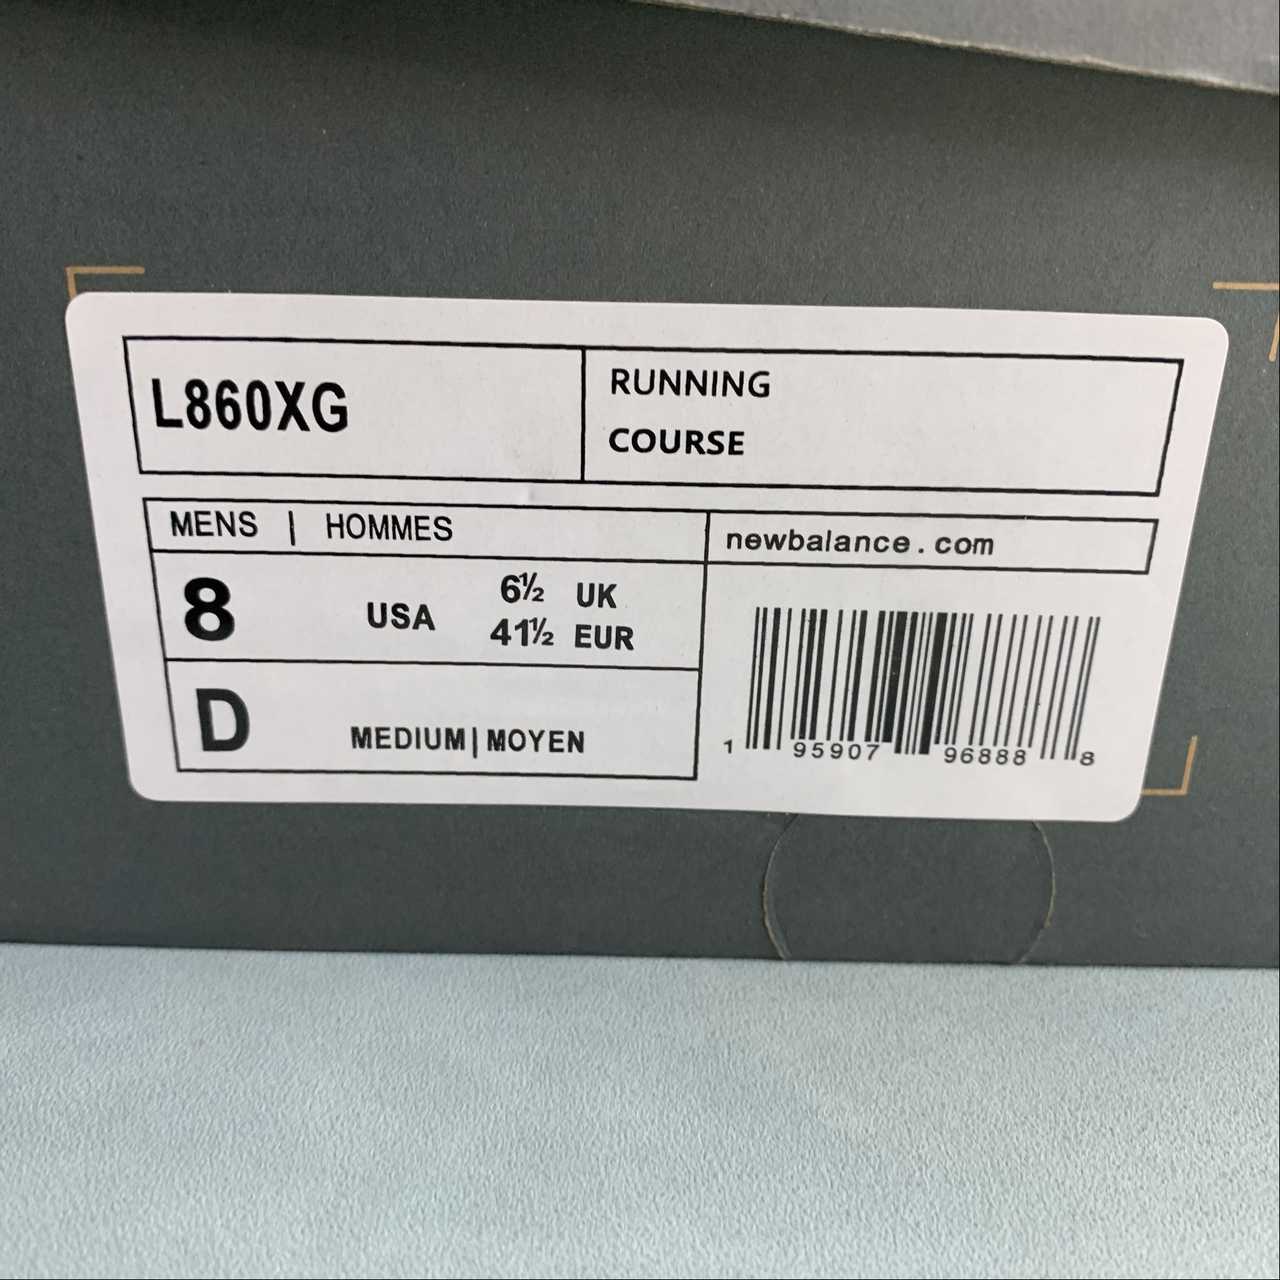 L860XG
RUNNING
COURSE
MENS | HOMMES
newbalance.com
8 USA 6½ UK
41½ EUR
D MEDIUM|MOYEN
1 95907 96888 8